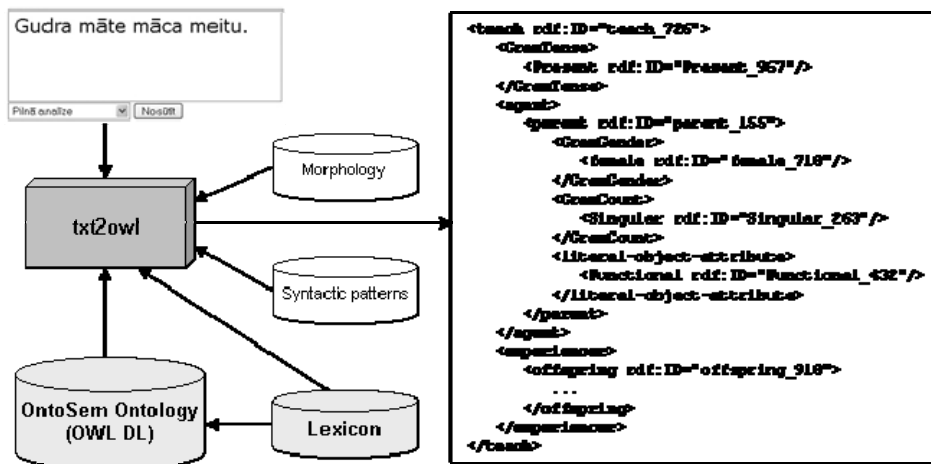 Gudra māte māca meitu.
Pilnā analīze
Nosūtīt
Morphology
txt2owl
Syntactic patterns
OntoSem Ontology
(OWL DL)
Lexicon
<teach rdf:ID="teach_726">
<GramTense>
<Present rdf:ID="Present_967"/>
</GramTense>
<agent>
<parent rdf:ID="parent_155">
<GramGender>
<female rdf:ID="female_710"/>
</GramGender>
<GramCount>
<Singular rdf:ID="Singular_263"/>
</GramCount>
<literal-object-attribute>
<Functional rdf:ID="Functional_432"/>
</literal-object-attribute>
</parent>
</agent>
<experiencer>
<offspring rdf:ID="offspring_910">
...
</offspring>
</experiencer>
</teach>